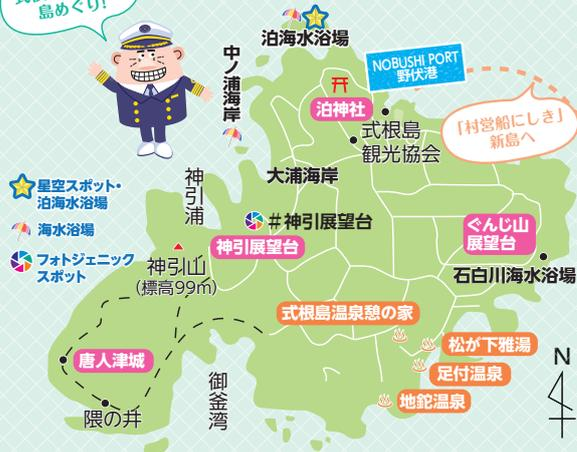 島めぐり!
泊海水浴場
中ノ浦海岸
NOBUSHI PORT
野伏港
泊神社
式根島
観光協会
「村営船にしき」
新島へ
大浦海岸
星空スポット・
泊海水浴場
海水浴場
フォトジェニック
スポット
神引浦
#神引展望台
神引展望台
ぐんじ山
展望台
神引山
(標高99m)
石白川海水浴場
式根島温泉憩の家
松が下雅湯
足付温泉
地鉈温泉
唐人津城
隈の井
御釜湾
N